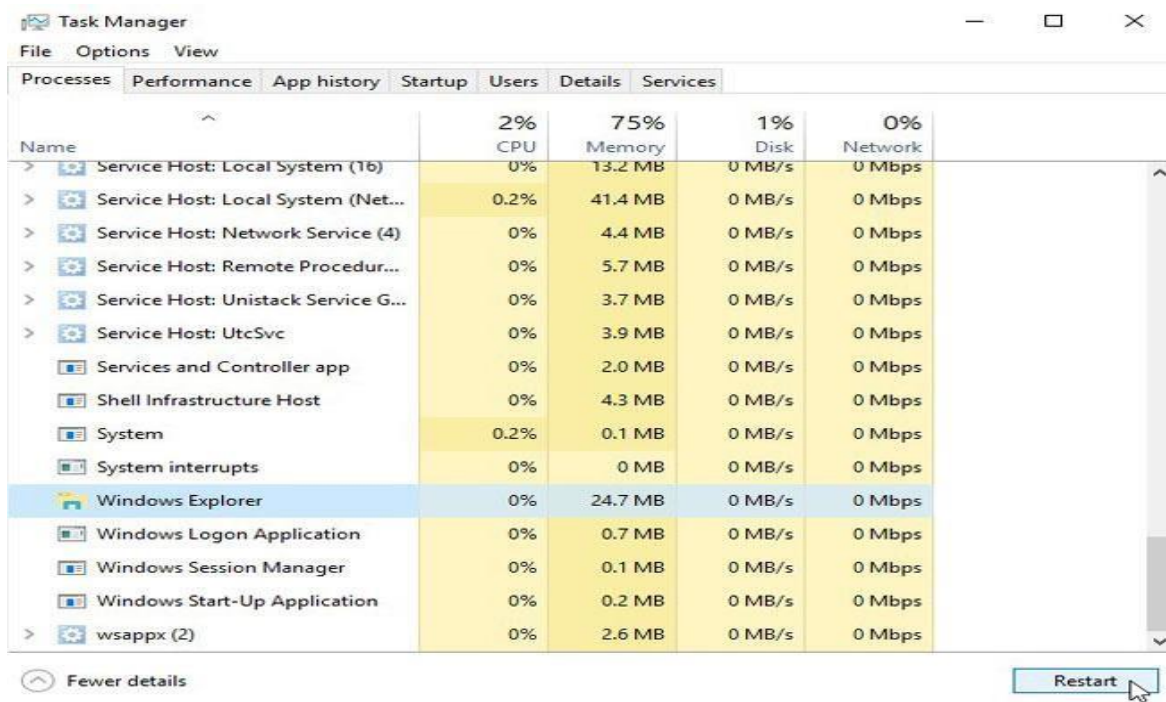 Task Manager
File Options View
Processes Performance App history Startup Users Details Services
2% 75% 1% 0%
Name CPU Memory Disk Network
Service Host: Local System (16) 0% 13.2 MB 0 MB/s 0 Mbps
Service Host: Local System (Net... 0.2% 41.4 MB 0 MB/s 0 Mbps
Service Host: Network Service (4) 0% 4.4 MB 0 MB/s 0 Mbps
Service Host: Remote Procedur... 0% 5.7 MB 0 MB/s 0 Mbps
Service Host: Unistack Service G... 0% 3.7 MB 0 MB/s 0 Mbps
Service Host: UtcSvc 0% 3.9 MB 0 MB/s 0 Mbps
Services and Controller app 0% 2.0 MB 0 MB/s 0 Mbps
Shell Infrastructure Host 0% 4.3 MB 0 MB/s 0 Mbps
System 0.2% 0.1 MB 0 MB/s 0 Mbps
System interrupts 0% 0 MB 0 MB/s 0 Mbps
Windows Explorer 0% 24.7 MB 0 MB/s 0 Mbps
Windows Logon Application 0% 0.7 MB 0 MB/s 0 Mbps
Windows Session Manager 0% 0.1 MB 0 MB/s 0 Mbps
Windows Start-Up Application 0% 0.2 MB 0 MB/s 0 Mbps
wsappx (2) 0% 2.6 MB 0 MB/s 0 Mbps
Fewer details Restart